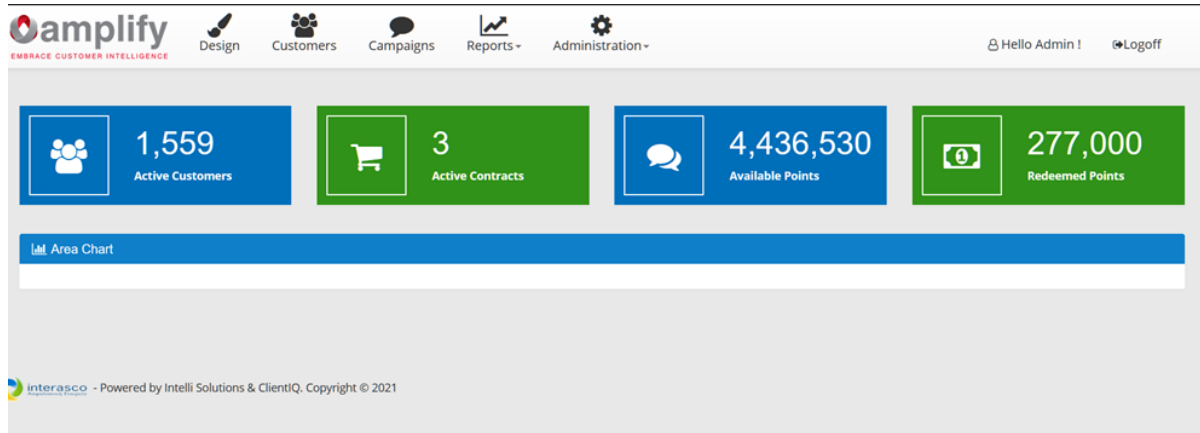 amplify
EMBRACE CUSTOMER INTELLIGENCE
Design
Customers
Campaigns
Reports
Administration
Hello Admin !
Logoff
1,559
Active Customers
3
Active Contracts
4,436,530
Available Points
277,000
Redeemed Points
Area Chart
interasco - Powered by Intelli Solutions & ClientIQ. Copyright © 2021